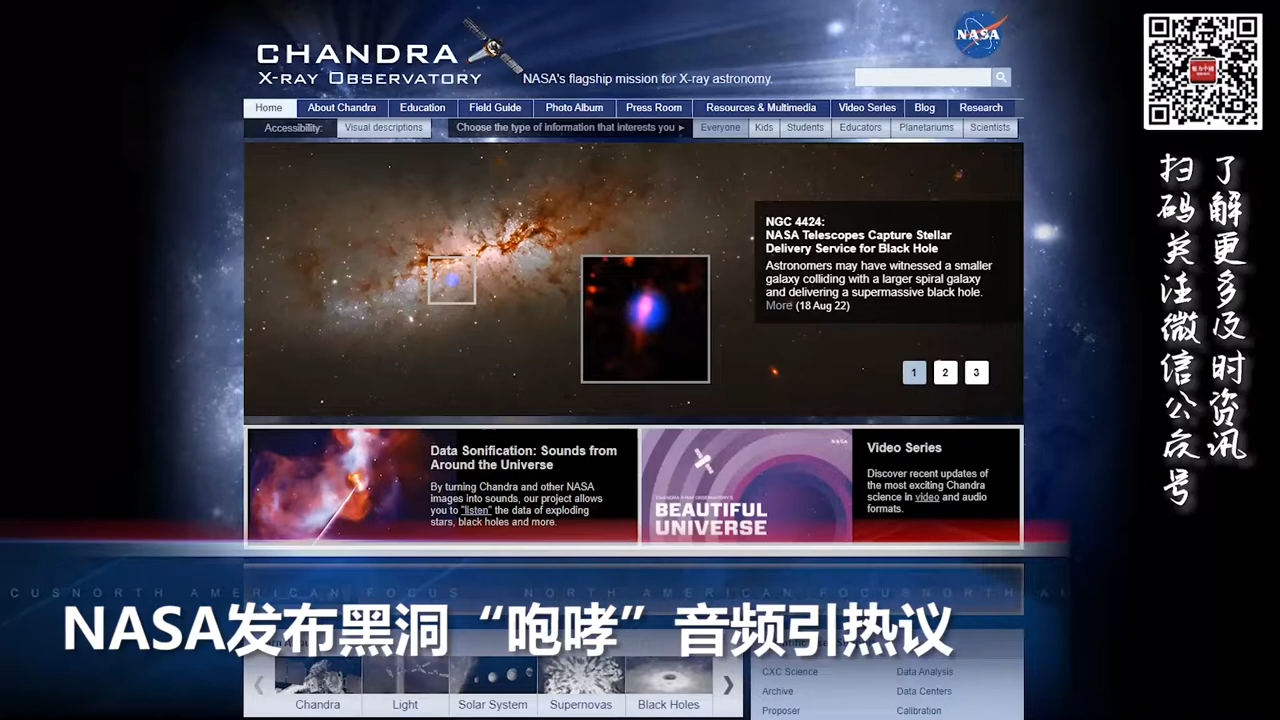 CHANDRA
X-RAY OBSERVATORY
NASA's flagship mission for X-ray astronomy.
NASA
Home About Chandra Education Field Guide Photo Album Press Room Resources & Multimedia Video Series Blog Research
Accessibility: Visual descriptions Choose the type of information that interests you ▸ Everyone Kids Students Educators Planetariums Scientists
NGC 4424:
NASA Telescopes Capture Stellar
Delivery Service for Black Hole
Astronomers may have witnessed a smaller
galaxy colliding with a larger spiral galaxy
and delivering a supermassive black hole.
More (18 Aug 22)
1 2 3
Data Sonification: Sounds from
Around the Universe
By turning Chandra and other NASA
images into sounds, our project allows
you to "listen" the data of exploding
stars, black holes and more.
NASA
CHANDRA X-RAY OBSERVATORY'S
BEAUTIFUL
UNIVERSE
Video Series
Discover recent updates of
the most exciting Chandra
science in video and audio
formats.
了解更多及时资讯
扫码关注微信公众号
CUSNORTH AMERICAN FOCUS NORTH AMERICAN FOCUSNORTH
NASA发布黑洞“咆哮”音频引热议
Chandra Light Solar System Supernovas Black Holes
CXC Science Data Analysis
Archive Data Centers
Proposer Calibration